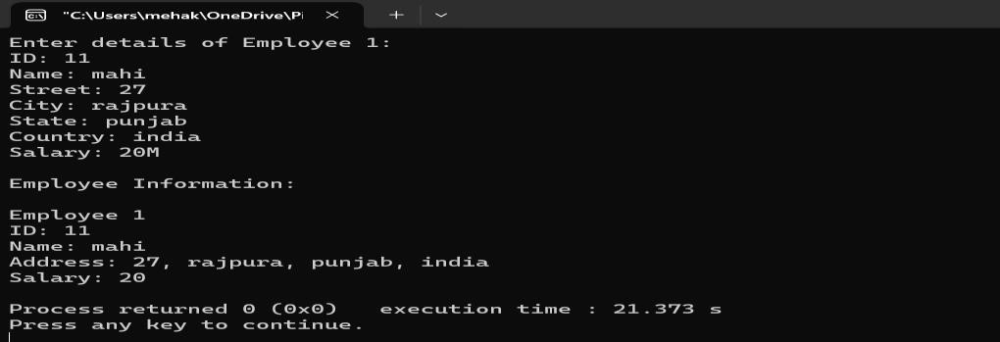 "C:\Users\mehak\OneDrive\Pi
Enter details of Employee 1:
ID: 11
Name: mahi
Street: 27
City: rajpura
State: punjab
Country: india
Salary: 20M
Employee Information:
Employee 1
ID: 11
Name: mahi
Address: 27, rajpura, punjab, india
Salary: 20
Process returned 0 (0x0)   execution time : 21.373 s
Press any key to continue.